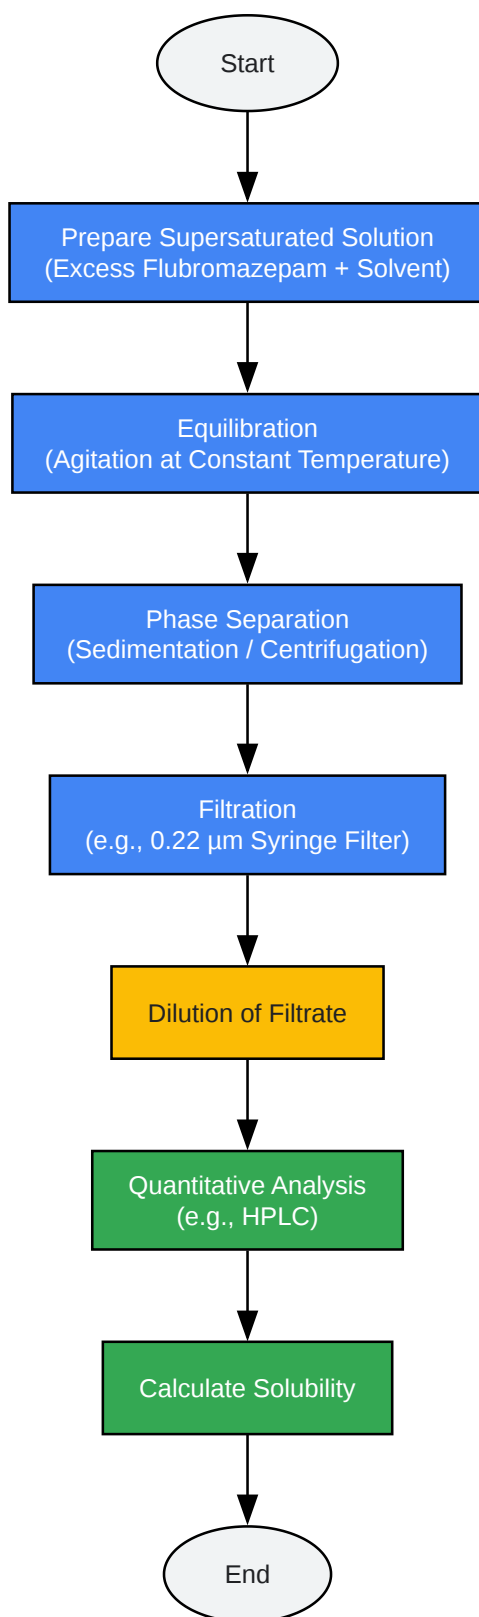 Start
Prepare Supersaturated Solution
(Excess Flubromazepam + Solvent)
Equilibration
(Agitation at Constant Temperature)
Phase Separation
(Sedimentation / Centrifugation)
Filtration
(e.g., 0.22 µm Syringe Filter)
Dilution of Filtrate
Quantitative Analysis
(e.g., HPLC)
Calculate Solubility
End